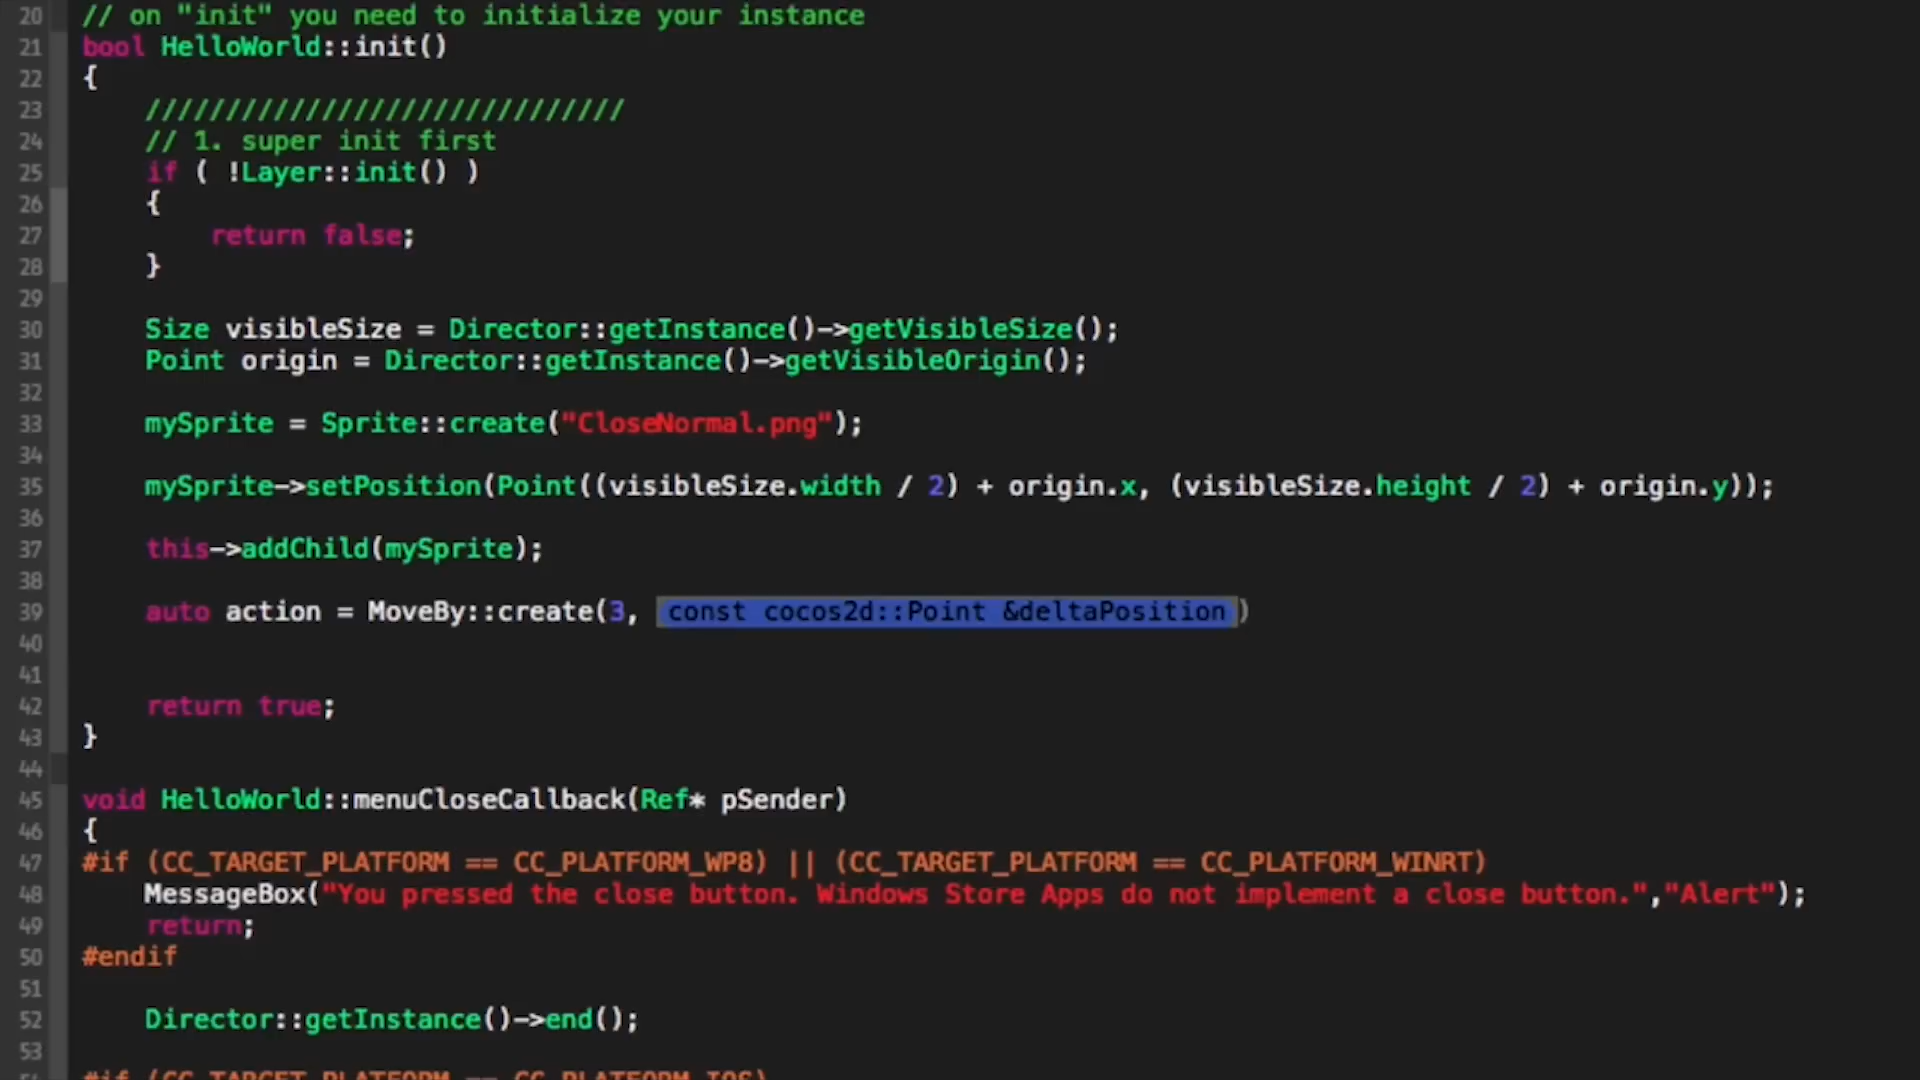 20 // on "init" you need to initialize your instance
21 bool HelloWorld::init()
22 {
23 //////////////////////////////
24 // 1. super init first
25 if ( !Layer::init() )
26 {
27 return false;
28 }
29
30 Size visibleSize = Director::getInstance()->getVisibleSize();
31 Point origin = Director::getInstance()->getVisibleOrigin();
32
33 mySprite = Sprite::create("CloseNormal.png");
34
35 mySprite->setPosition(Point((visibleSize.width / 2) + origin.x, (visibleSize.height / 2) + origin.y));
36
37 this->addChild(mySprite);
38
39 auto action = MoveBy::create(3, const cocos2d::Point &deltaPosition)
40
41
42 return true;
43 }
44
45 void HelloWorld::menuCloseCallback(Ref* pSender)
46 {
47 #if (CC_TARGET_PLATFORM == CC_PLATFORM_WP8) || (CC_TARGET_PLATFORM == CC_PLATFORM_WINRT)
48 MessageBox("You pressed the close button. Windows Store Apps do not implement a close button.","Alert");
49 return;
50 #endif
51
52 Director::getInstance()->end();
53
54 #if (CC_TARGET_PLATFORM == CC_PLATFORM_IOS)